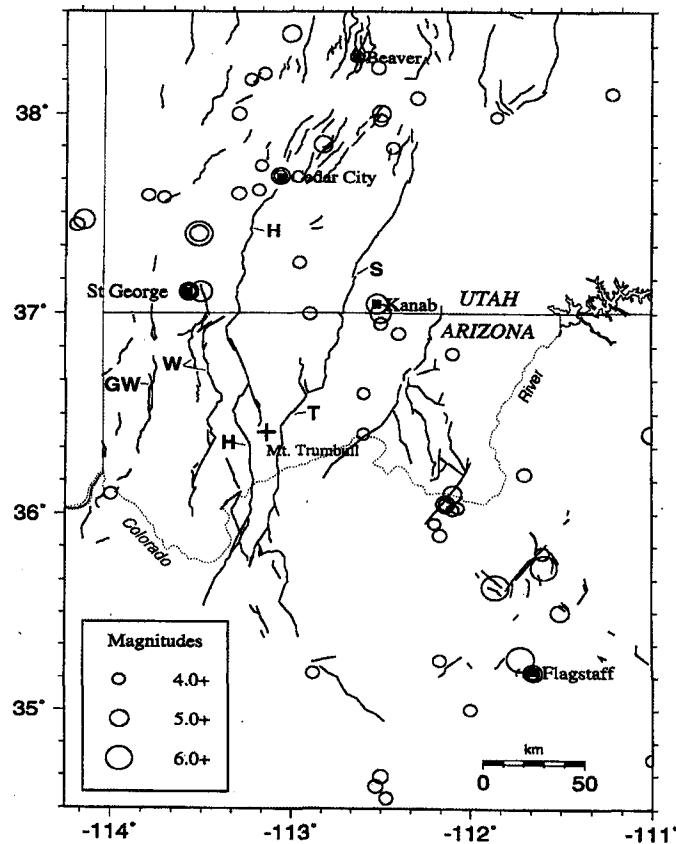 Beaver
38°
Cedar City
H
S
St George
Kanab
UTAH
37°
ARIZONA
W
GW
River
T
H
Mt. Trumbull
36°
Colorado
Magnitudes
4.0+
5.0+
6.0+
Flagstaff
35°
km
0 50
-114° -113° -112° -111°